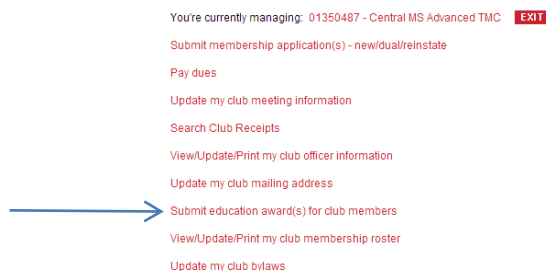 You're currently managing: 01350487 - Central MS Advanced TMC EXIT
Submit membership application(s) - new/dual/reinstate
Pay dues
Update my club meeting information
Search Club Receipts
View/Update/Print my club officer information
Update my club mailing address
Submit education award(s) for club members
View/Update/Print my club membership roster
Update my club bylaws